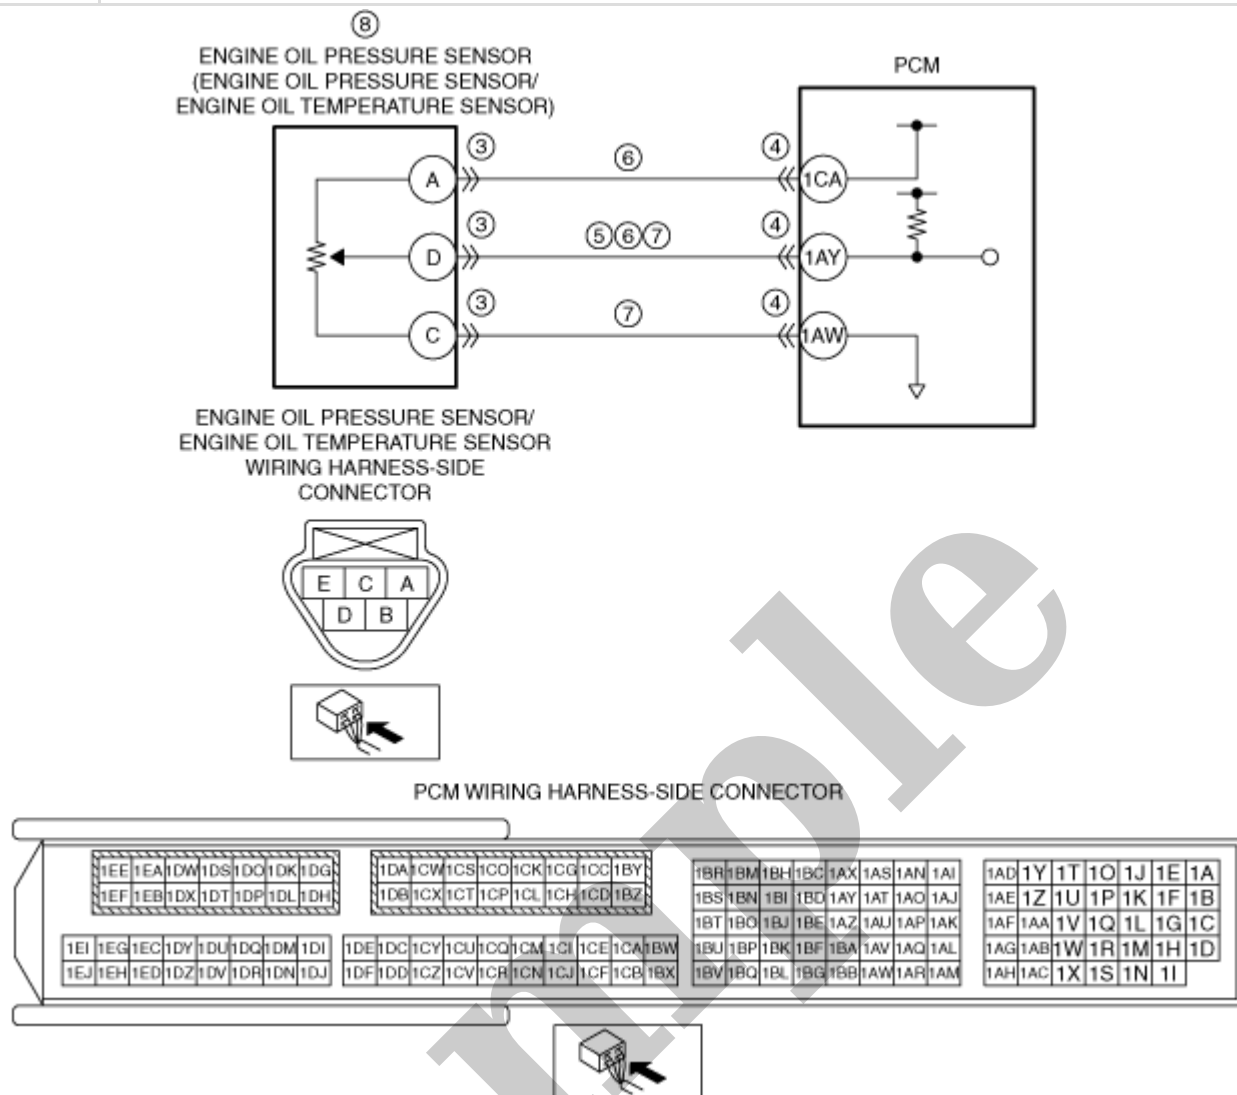 ⑧
ENGINE OIL PRESSURE SENSOR
(ENGINE OIL PRESSURE SENSOR/
ENGINE OIL TEMPERATURE SENSOR)
PCM
③ ⑥ ④
A 1CA
③ ⑤⑥⑦ ④
D 1AY
③ ⑦ ④
C 1AW
ENGINE OIL PRESSURE SENSOR/
ENGINE OIL TEMPERATURE SENSOR
WIRING HARNESS-SIDE
CONNECTOR
E C A
D B
PCM WIRING HARNESS-SIDE CONNECTOR
1EE 1EA 1DW 1DS 1DO 1DK 1DG 1DA 1CW 1CS 1CO 1CK 1CG 1CC 1BY 1BR 1BM 1BH 1BC 1AX 1AS 1AN 1AI 1AD 1Y 1T 1O 1J 1E 1A
1EF 1EB 1DX 1DT 1DP 1DL 1DH 1DB 1CX 1CT 1CP 1CL 1CH 1CD 1BZ 1BS 1BN 1BI 1BD 1AY 1AT 1AO 1AJ 1AE 1Z 1U 1P 1K 1F 1B
1BT 1BO 1BJ 1BE 1AZ 1AU 1AP 1AK 1AF 1AA 1V 1Q 1L 1G 1C
1EI 1EG 1EC 1DY 1DU 1DQ 1DM 1DI 1DE 1DC 1CY 1CU 1CQ 1CM 1CI 1CE 1CA 1BW 1BU 1BP 1BK 1BF 1BA 1AV 1AQ 1AL 1AG 1AB 1W 1R 1M 1H 1D
1EJ 1EH 1ED 1DZ 1DV 1DR 1DN 1DJ 1DF 1DD 1CZ 1CV 1CR 1CN 1CJ 1CF 1CB 1BX 1BV 1BQ 1BL 1BG 1BB 1AW 1AR 1AM 1AH 1AC 1X 1S 1N 1I
mple